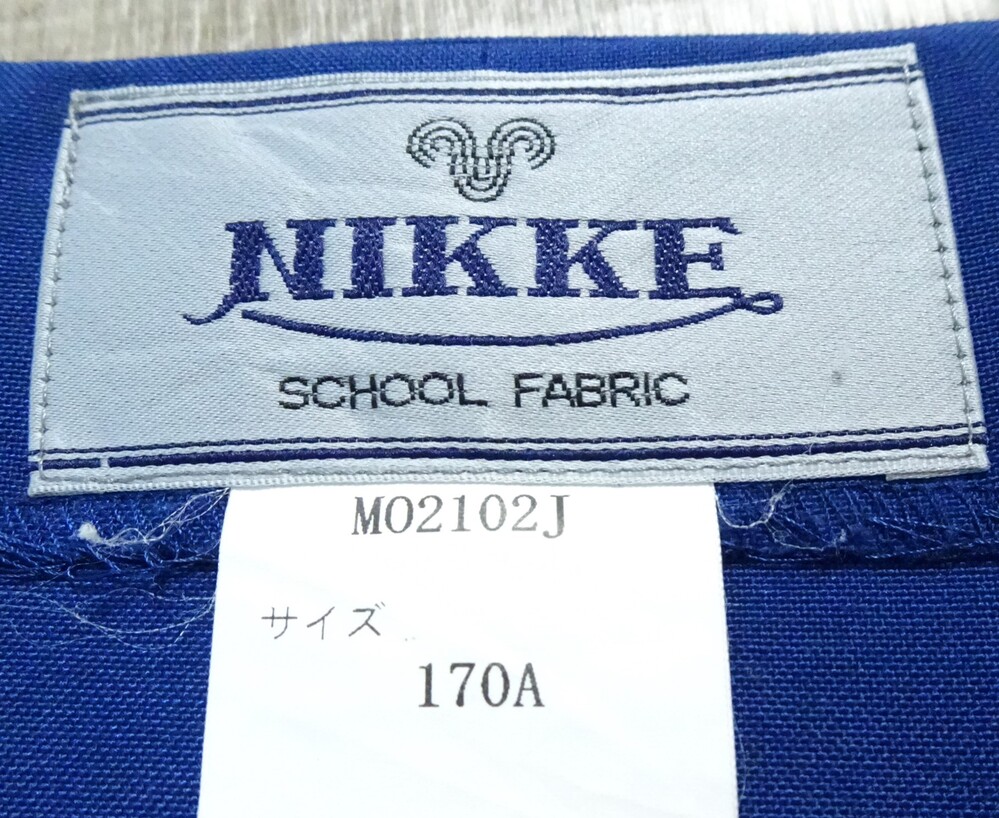 NIKKE
SCHOOL FABRIC
MO2102J
サイズ
170A